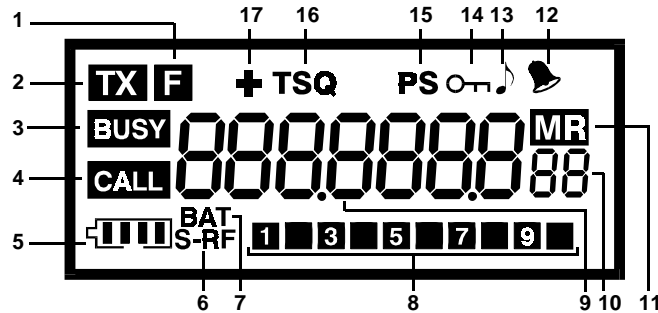 17 16 15 14 13 12
1
2 TX F + TSQ PS
3 BUSY 888.888.8 MR 11
4 CALL 88
5 BAT
S-RF 1 3 5 7 9
6 7 8 9 10